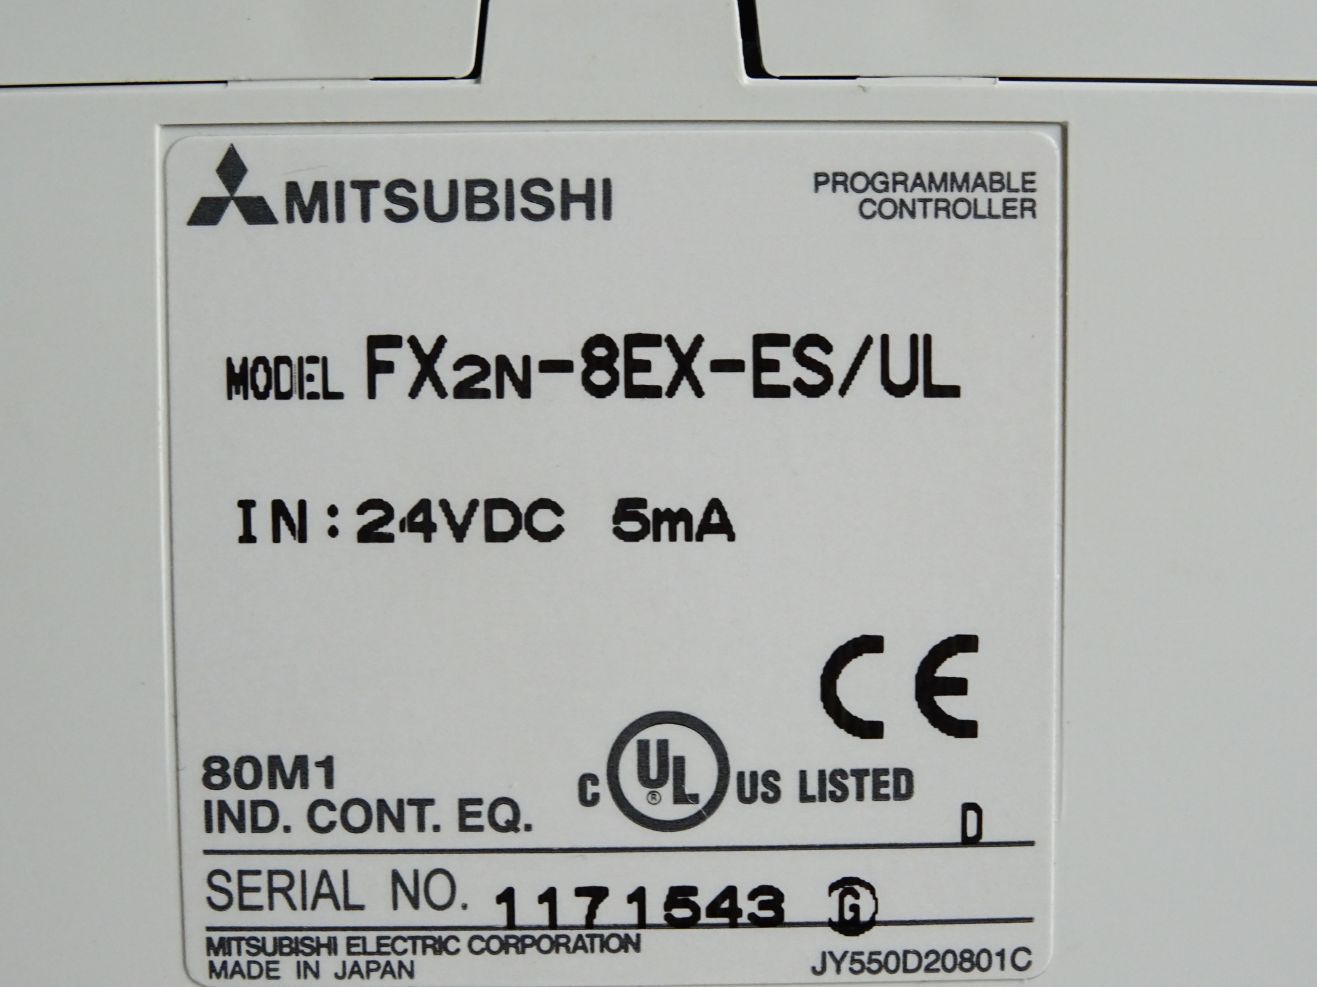 MITSUBISHI
PROGRAMMABLE
CONTROLLER
MODEL FX2N-8EX-ES/UL
IN:24VDC 5mA
CE
80M1
IND. CONT. EQ.
C UL ® US LISTED
D
SERIAL NO. 1171543 G
MITSUBISHI ELECTRIC CORPORATION
MADE IN JAPAN
JY550D20801C